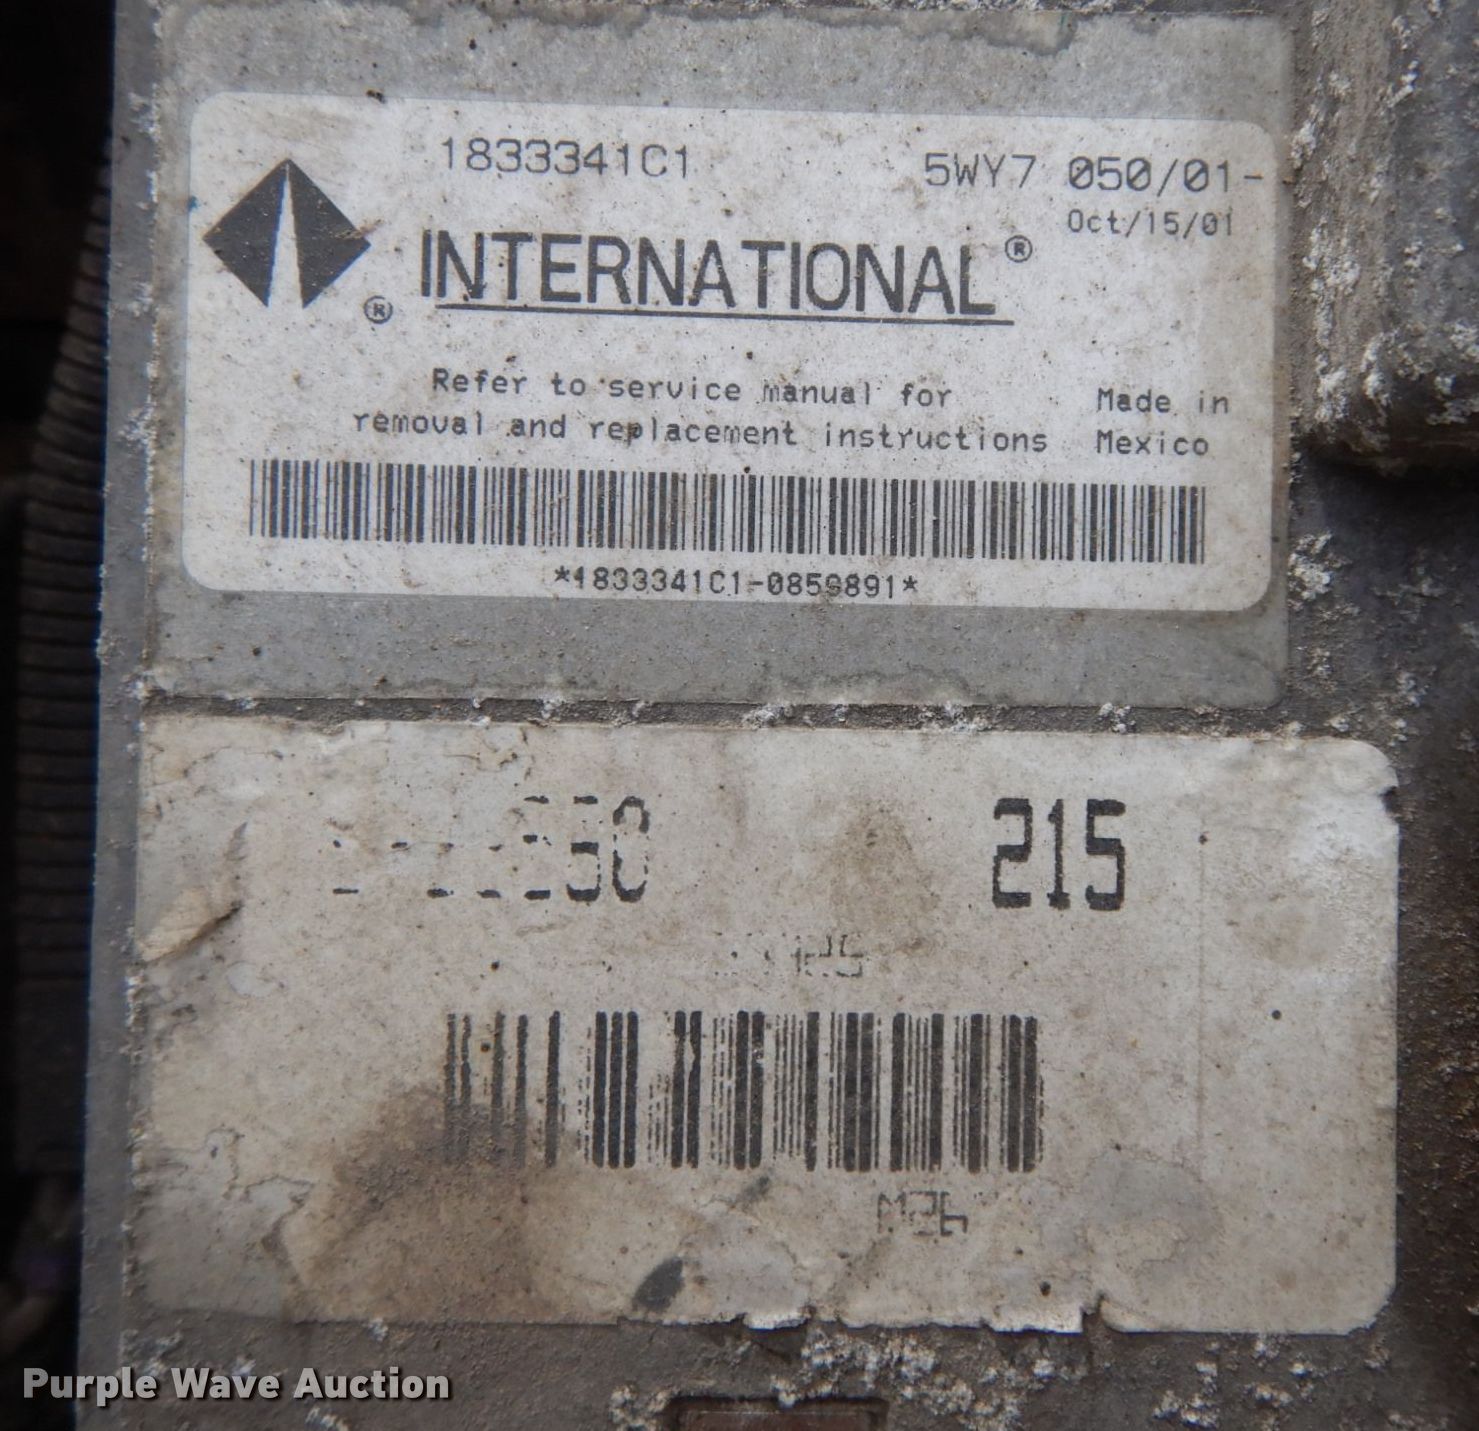 1833341C1 5WY7 050/01-
Oct/15/01
INTERNATIONAL®
®
Refer to service manual for
removal and replacement instructions
Made in
Mexico
*1833341C1-0859891*
215
Purple Wave Auction